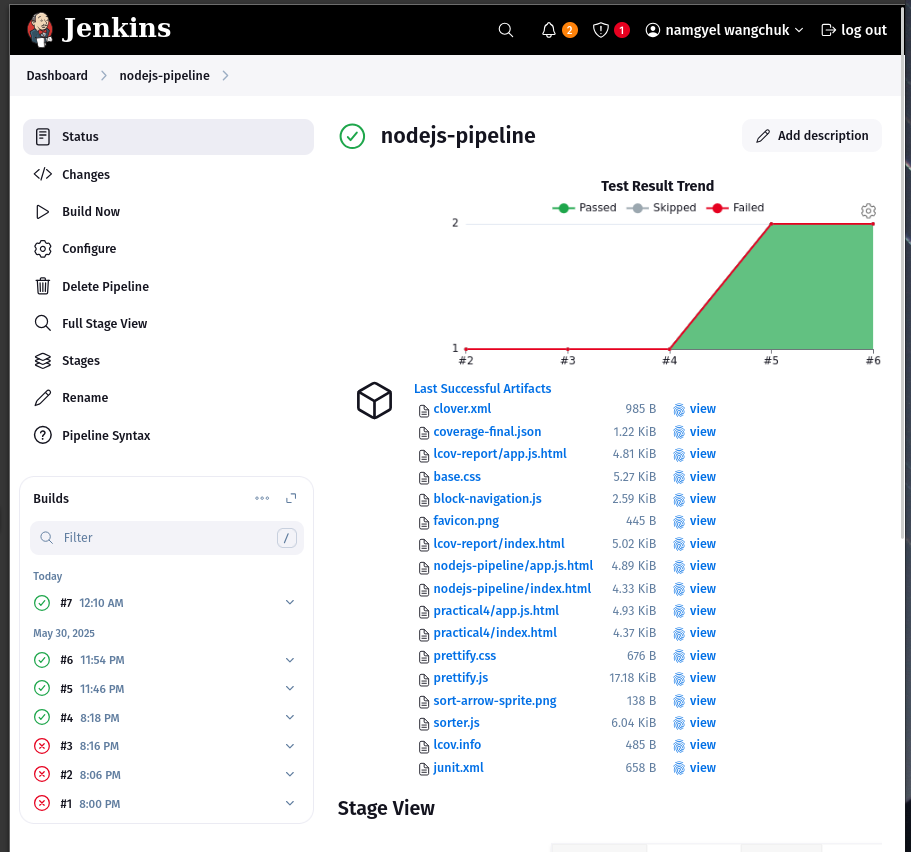 Jenkins
2
1
namgyel wangchuk
log out
Dashboard
nodejs-pipeline
Status
Changes
Build Now
Configure
Delete Pipeline
Full Stage View
Stages
Rename
Pipeline Syntax
Builds
Filter
/
Today
#7 12:10 AM
May 30, 2025
#6 11:54 PM
#5 11:46 PM
#4 8:18 PM
#3 8:16 PM
#2 8:06 PM
#1 8:00 PM
nodejs-pipeline
Add description
Test Result Trend
Passed Skipped Failed
2
1
#2 #3 #4 #5 #6
Last Successful Artifacts
clover.xml 985 B view
coverage-final.json 1.22 KiB view
lcov-report/app.js.html 4.81 KiB view
base.css 5.27 KiB view
block-navigation.js 2.59 KiB view
favicon.png 445 B view
lcov-report/index.html 5.02 KiB view
nodejs-pipeline/app.js.html 4.89 KiB view
nodejs-pipeline/index.html 4.33 KiB view
practical4/app.js.html 4.93 KiB view
practical4/index.html 4.37 KiB view
prettify.css 676 B view
prettify.js 17.18 KiB view
sort-arrow-sprite.png 138 B view
sorter.js 6.04 KiB view
lcov.info 485 B view
junit.xml 658 B view
Stage View